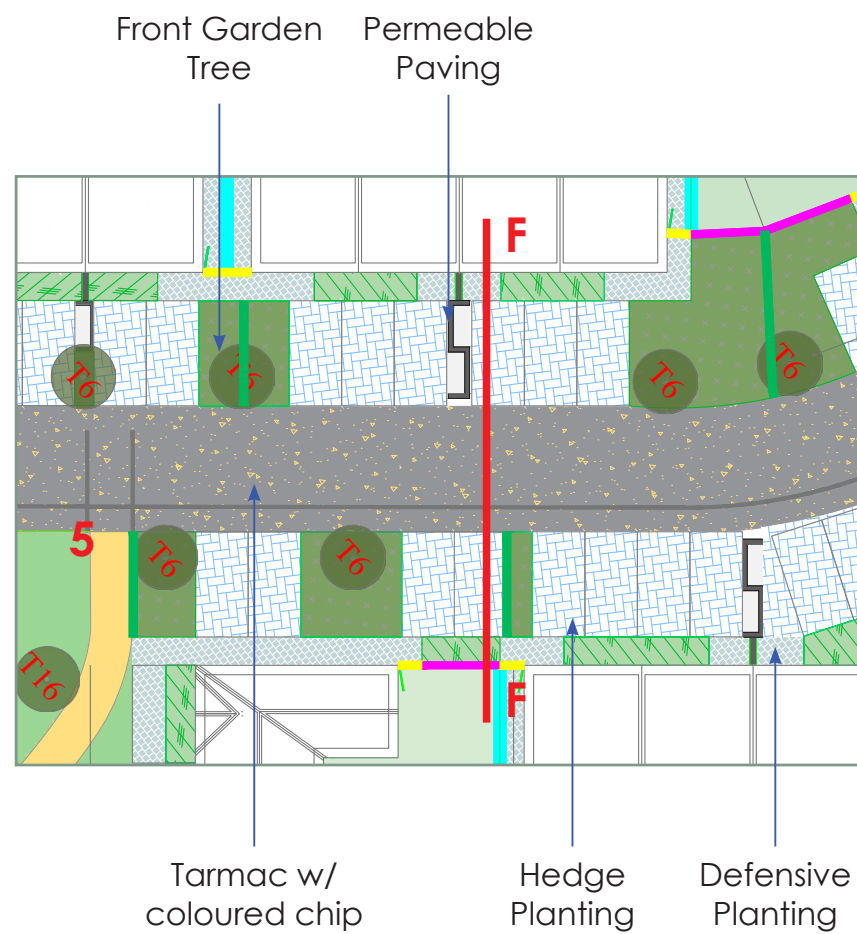 Front Garden
Tree
Permeable
Paving
F
T6
T6
T6
T6
5
T6
T6
T16
F
Tarmac w/
coloured chip
Hedge
Planting
Defensive
Planting